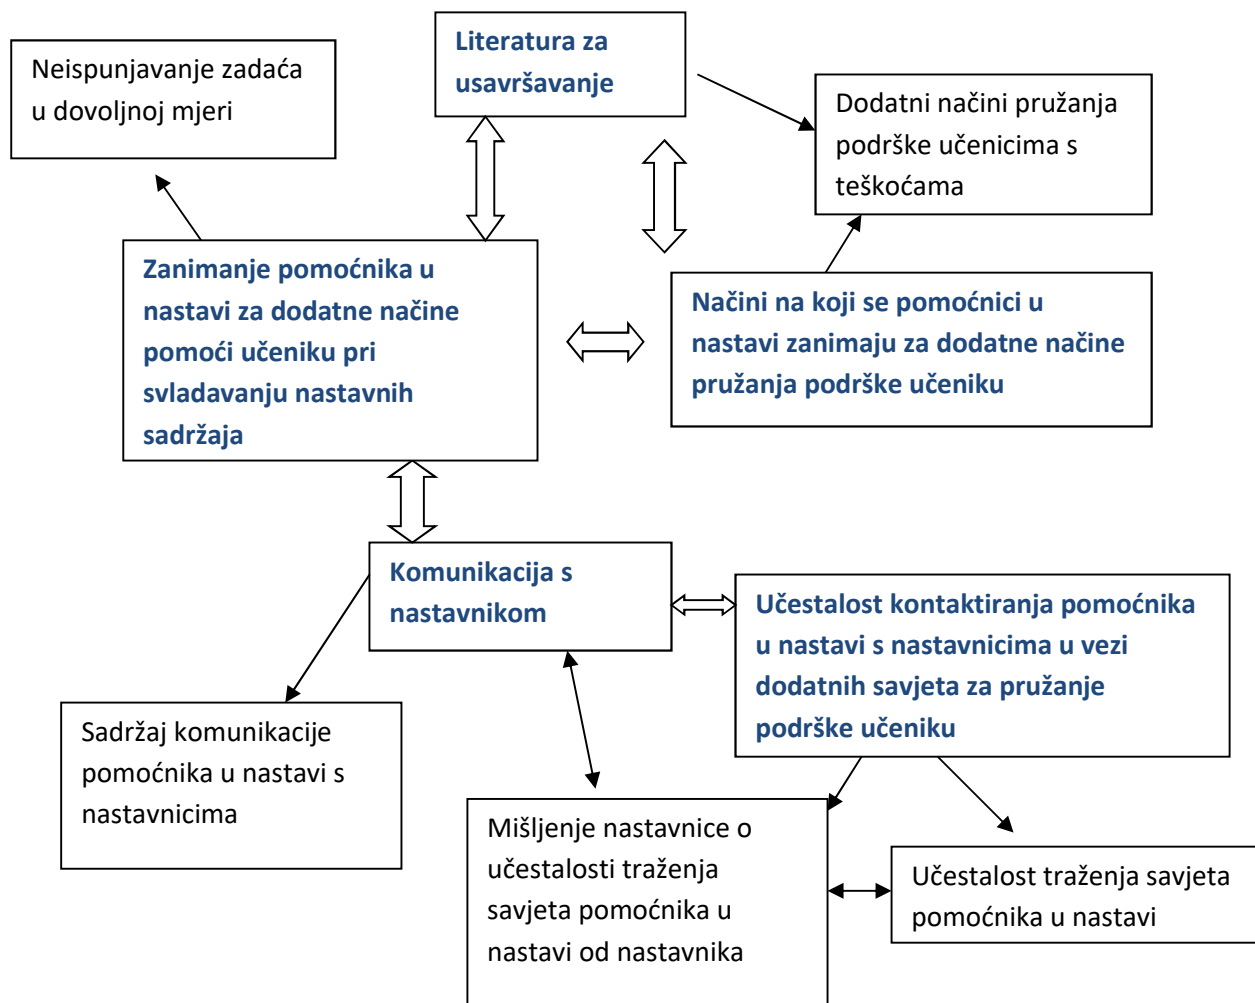 Literatura za
usavršavanje
Neispunjavanje zadaća
u dovoljnoj mjeri
Dodatni načini pružanja
podrške učenicima s
teškoćama
Zanimanje pomoćnika u
nastavi za dodatne načine
pomoći učeniku pri
svladavanju nastavnih
sadržaja
Načini na koji se pomoćnici u
nastavi zanimaju za dodatne načine
pružanja podrške učeniku
Komunikacija s
nastavnikom
Učestalost kontaktiranja pomoćnika
u nastavi s nastavnicima u vezi
dodatnih savjeta za pružanje
podrške učeniku
Sadržaj komunikacije
pomoćnika u nastavi s
nastavnicima
Mišljenje nastavnice o
učestalosti traženja
savjeta pomoćnika u
nastavi od nastavnika
Učestalost traženja savjeta
pomoćnika u nastavi